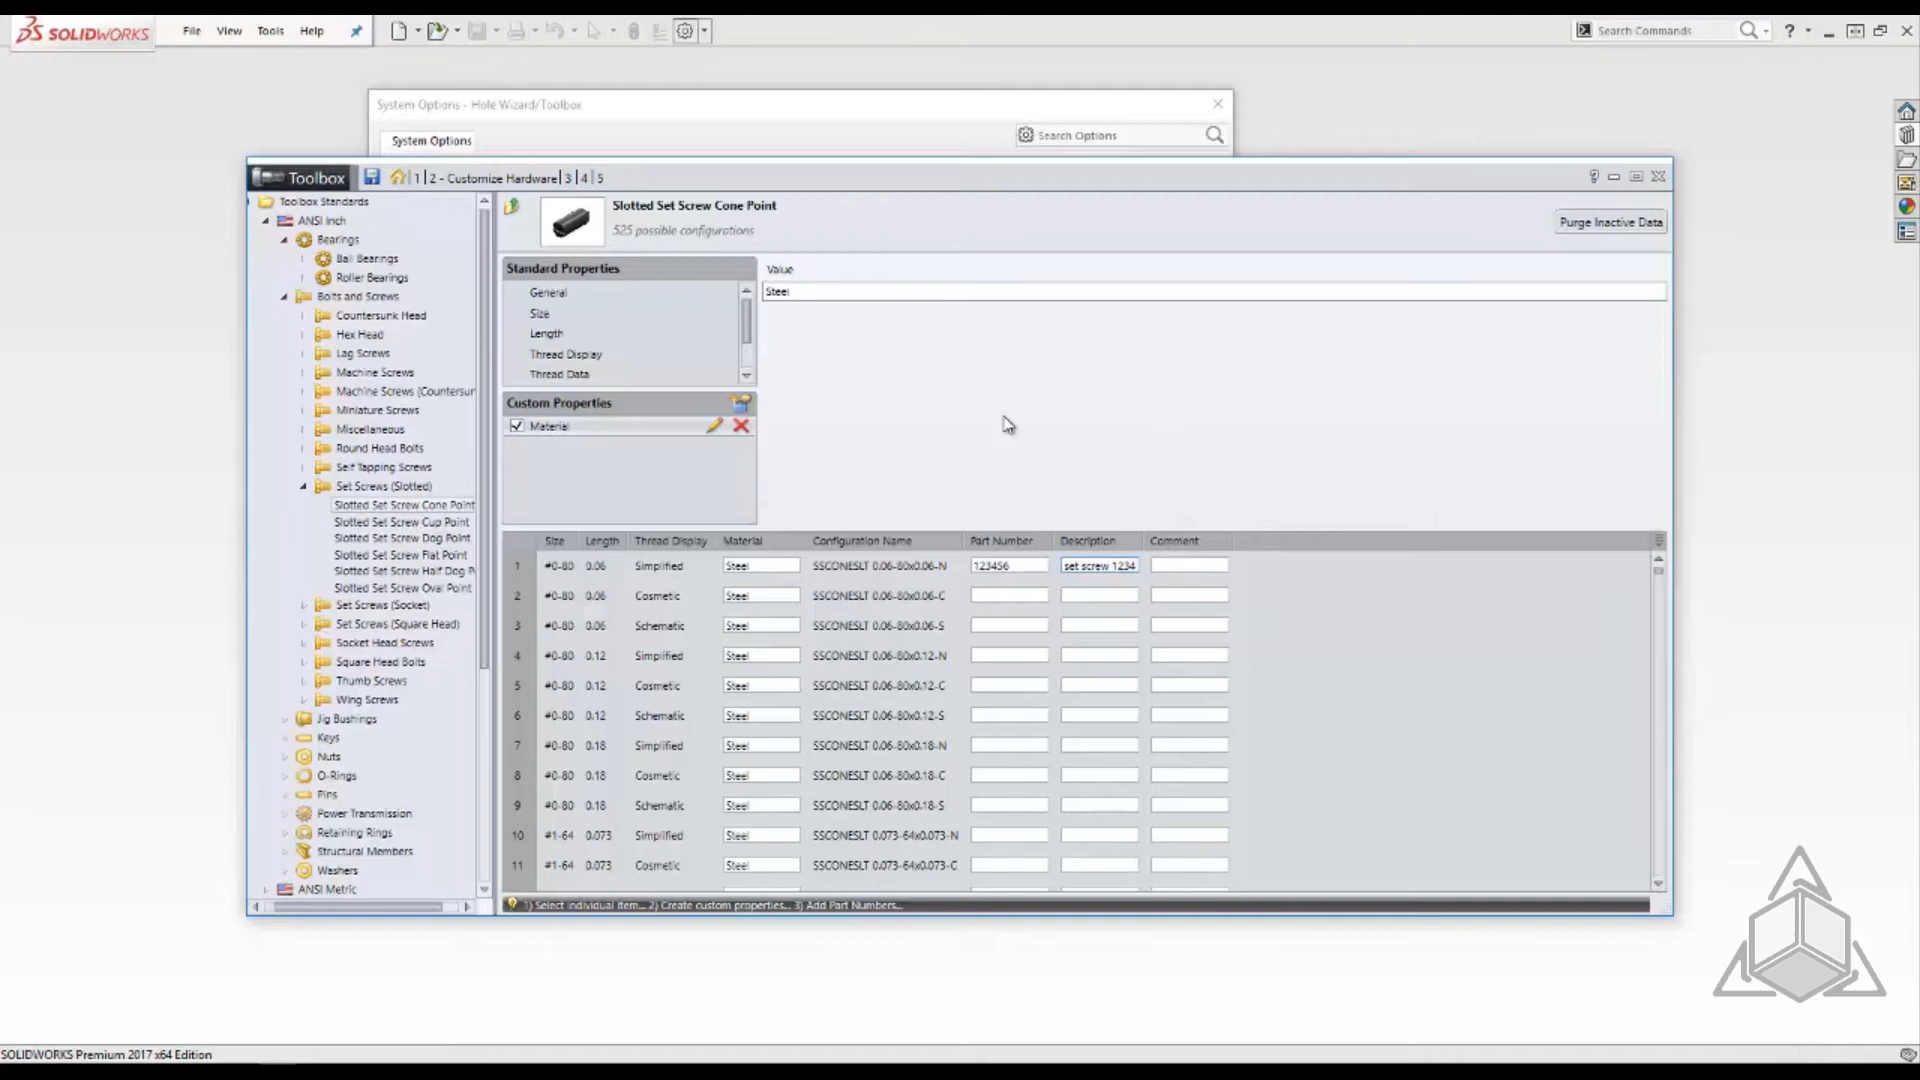 SOLIDWORKS File View Tools Help Search Commands ?
System Options - Hole Wizard/Toolbox
System Options Search Options
Toolbox 1 | 2 - Customize Hardware | 3 | 4 | 5
Toolbox Standards
ANSI Inch
Bearings
Ball Bearings
Roller Bearings
Bolts and Screws
Countersunk Head
Hex Head
Lag Screws
Machine Screws
Machine Screws (Countersun
Miniature Screws
Miscellaneous
Round Head Bolts
Self Tapping Screws
Set Screws (Slotted)
Slotted Set Screw Cone Point
Slotted Set Screw Cup Point
Slotted Set Screw Dog Point
Slotted Set Screw Flat Point
Slotted Set Screw Half Dog P
Slotted Set Screw Oval Point
Set Screws (Socket)
Set Screws (Square Head)
Socket Head Screws
Square Head Bolts
Thumb Screws
Wing Screws
Jig Bushings
Keys
Nuts
O-Rings
Pins
Power Transmission
Retaining Rings
Structural Members
Washers
ANSI Metric
Slotted Set Screw Cone Point
525 possible configurations
Purge Inactive Data
Standard Properties
General
Size
Length
Thread Display
Thread Data
Value
Steel
Custom Properties
Material
Size Length Thread Display Material Configuration Name Part Number Description Comment
1 #0-80 0.06 Simplified Steel SSCONESLT 0.06-80x0.06-N 123456 set screw 1234
2 #0-80 0.06 Cosmetic Steel SSCONESLT 0.06-80x0.06-C
3 #0-80 0.06 Schematic Steel SSCONESLT 0.06-80x0.06-S
4 #0-80 0.12 Simplified Steel SSCONESLT 0.06-80x0.12-N
5 #0-80 0.12 Cosmetic Steel SSCONESLT 0.06-80x0.12-C
6 #0-80 0.12 Schematic Steel SSCONESLT 0.06-80x0.12-S
7 #0-80 0.18 Simplified Steel SSCONESLT 0.06-80x0.18-N
8 #0-80 0.18 Cosmetic Steel SSCONESLT 0.06-80x0.18-C
9 #0-80 0.18 Schematic Steel SSCONESLT 0.06-80x0.18-S
10 #1-64 0.073 Simplified Steel SSCONESLT 0.073-64x0.073-N
11 #1-64 0.073 Cosmetic Steel SSCONESLT 0.073-64x0.073-C
1) Select individual item... 2) Create custom properties... 3) Add Part Numbers...
SOLIDWORKS Premium 2017 x64 Edition